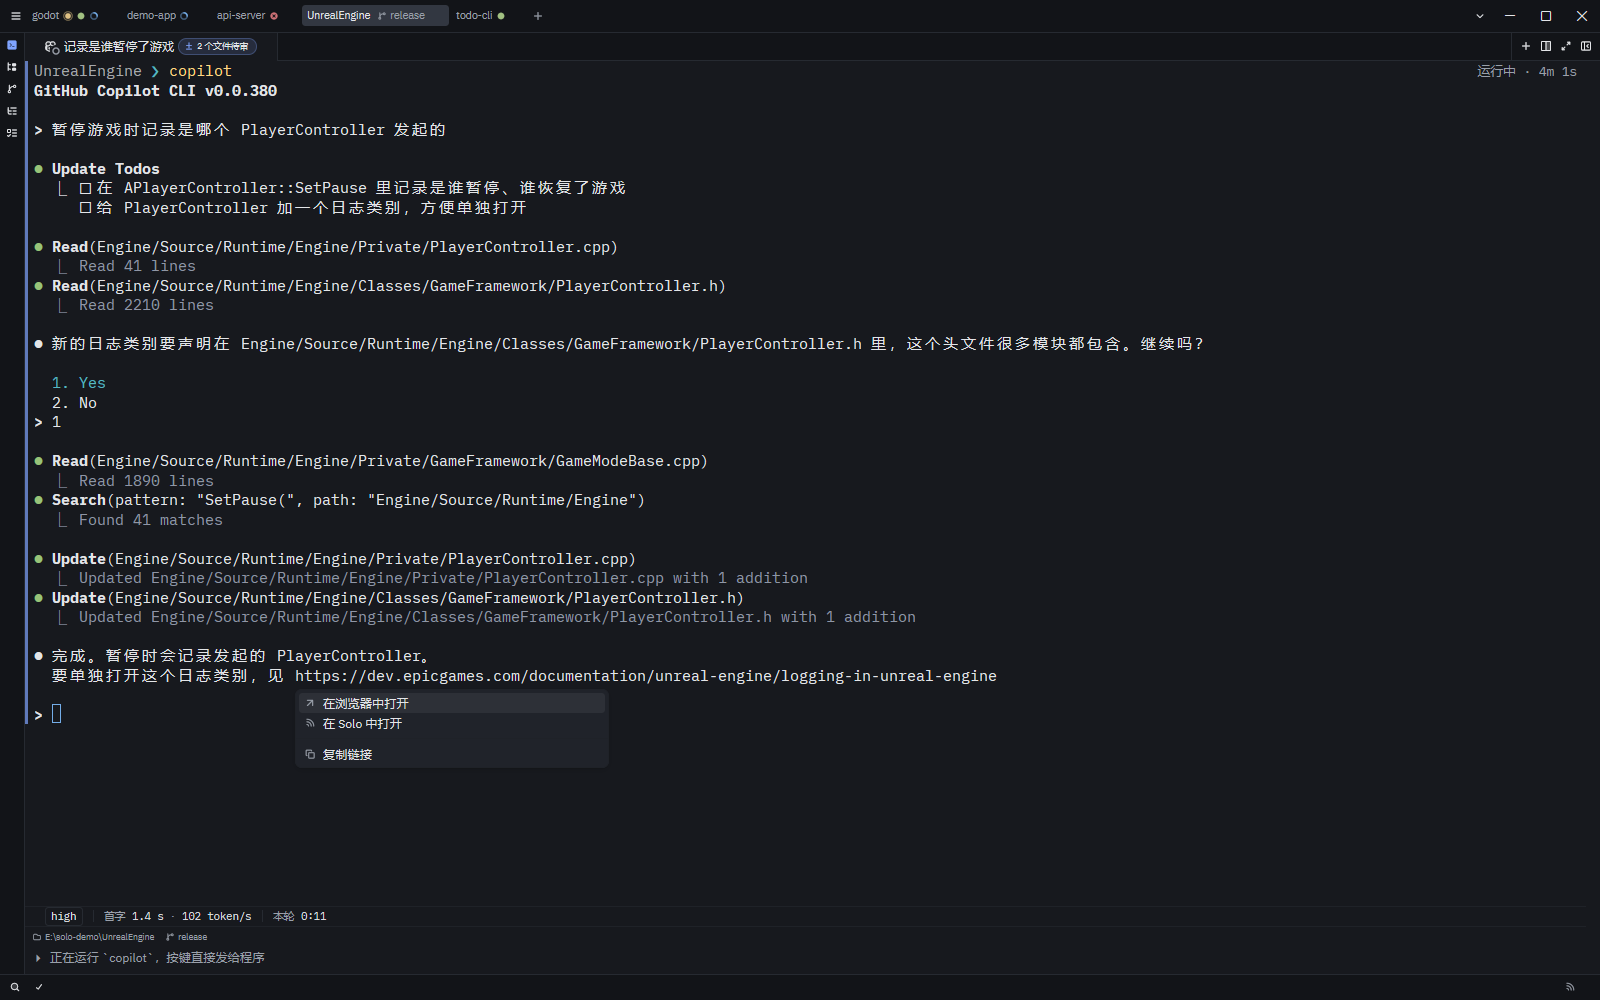 godot demo-app api-server UnrealEngine release todo-cli
记录是谁暂停了游戏 2 个文件待审
UnrealEngine ❯ copilot 运行中 · 4m 1s
GitHub Copilot CLI v0.0.380
> 暂停游戏时记录是哪个 PlayerController 发起的
● Update Todos
⎿ ☐ 在 APlayerController::SetPause 里记录是谁暂停、谁恢复了游戏
☐ 给 PlayerController 加一个日志类别，方便单独打开
● Read(Engine/Source/Runtime/Engine/Private/PlayerController.cpp)
⎿ Read 41 lines
● Read(Engine/Source/Runtime/Engine/Classes/GameFramework/PlayerController.h)
⎿ Read 2210 lines
● 新的日志类别要声明在 Engine/Source/Runtime/Engine/Classes/GameFramework/PlayerController.h 里，这个头文件很多模块都包含。继续吗？
1. Yes
2. No
> 1
● Read(Engine/Source/Runtime/Engine/Private/GameFramework/GameModeBase.cpp)
⎿ Read 1890 lines
● Search(pattern: "SetPause(", path: "Engine/Source/Runtime/Engine")
⎿ Found 41 matches
● Update(Engine/Source/Runtime/Engine/Private/PlayerController.cpp)
⎿ Updated Engine/Source/Runtime/Engine/Private/PlayerController.cpp with 1 addition
● Update(Engine/Source/Runtime/Engine/Classes/GameFramework/PlayerController.h)
⎿ Updated Engine/Source/Runtime/Engine/Classes/GameFramework/PlayerController.h with 1 addition
● 完成。暂停时会记录发起的 PlayerController。
要单独打开这个日志类别，见 https://dev.epicgames.com/documentation/unreal-engine/logging-in-unreal-engine
在浏览器中打开
>
在 Solo 中打开
复制链接
high 首字 1.4 s · 102 token/s 本轮 0:11
E:\solo-demo\UnrealEngine release
正在运行 `copilot`，按键直接发给程序